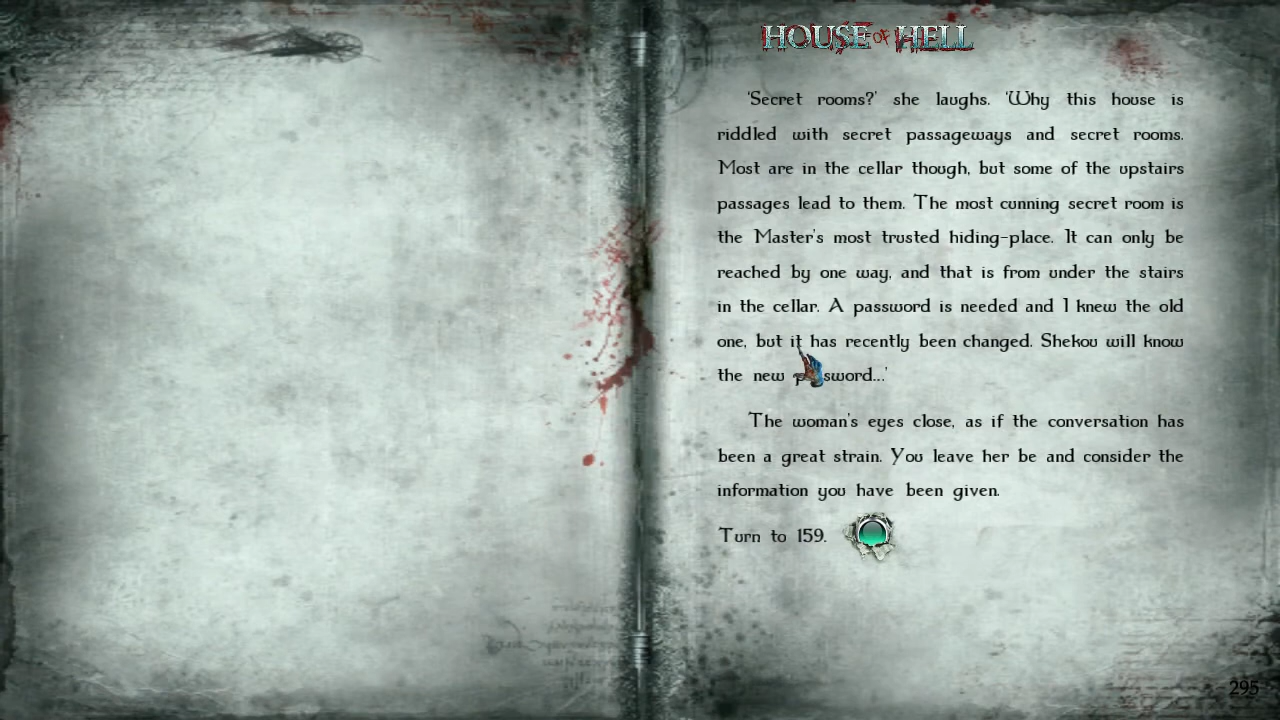 HOUSE OF HELL
'Secret rooms?' she laughs. 'Why this house is
riddled with secret passageways and secret rooms.
Most are in the cellar though, but some of the upstairs
passages lead to them. The most cunning secret room is
the Master's most trusted hiding-place. It can only be
reached by one way, and that is from under the stairs
in the cellar. A password is needed and I knew the old
one, but it has recently been changed. Shekou will know
the new sword...'
The woman's eyes close, as if the conversation has
been a great strain. You leave her be and consider the
information you have been given.
Turn to 159.
295